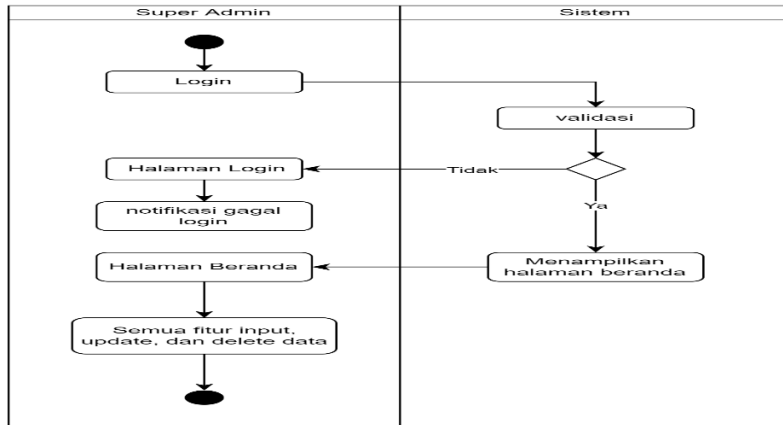 Super Admin
Sistem
Login
validasi
Halaman Login
Tidak
notifikasi gagal
login
Ya
Halaman Beranda
Menampilkan
halaman beranda
Semua fitur input,
update, dan delete data